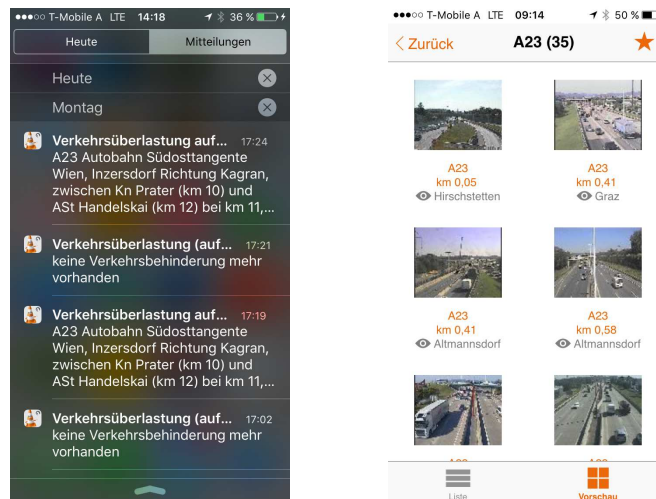 T-Mobile A LTE 14:18 36 %
Heute Mitteilungen
Heute
Montag
Verkehrsüberlastung auf... 17:24
A23 Autobahn Südosttangente
Wien, Inzersdorf Richtung Kagran,
zwischen Kn Prater (km 10) und
ASt Handelskai (km 12) bei km 11,...
Verkehrsüberlastung (auf... 17:21
keine Verkehrsbehinderung mehr
vorhanden
Verkehrsüberlastung auf... 17:19
A23 Autobahn Südosttangente
Wien, Inzersdorf Richtung Kagran,
zwischen Kn Prater (km 10) und
ASt Handelskai (km 12) bei km 11,...
Verkehrsüberlastung (auf... 17:02
keine Verkehrsbehinderung mehr
vorhanden
T-Mobile A LTE 09:14 50 %
Zurück A23 (35)
A23
km 0,05
Hirschstetten
A23
km 0,41
Graz
A23
km 0,41
Altmannsdorf
A23
km 0,58
Altmannsdorf
Liste Vorschau